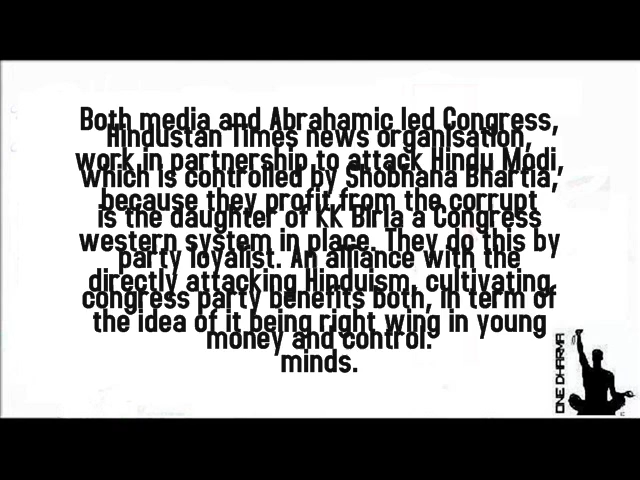 Both media and Abrahamic led Congress,
Hindustan Times news organisation,
work in partnership to attack Hindu Modi,
which is controlled by Shobhana Bhartia,
because they profit from the corrupt
is the daughter of KK Birla a Congress
western system in place. They do this by
party loyalist. An alliance with the
directly attacking Hinduism, cultivating
congress party benefits both, in term of
the idea of it being right wing in young
money and control.
minds.
ONE DHARMA